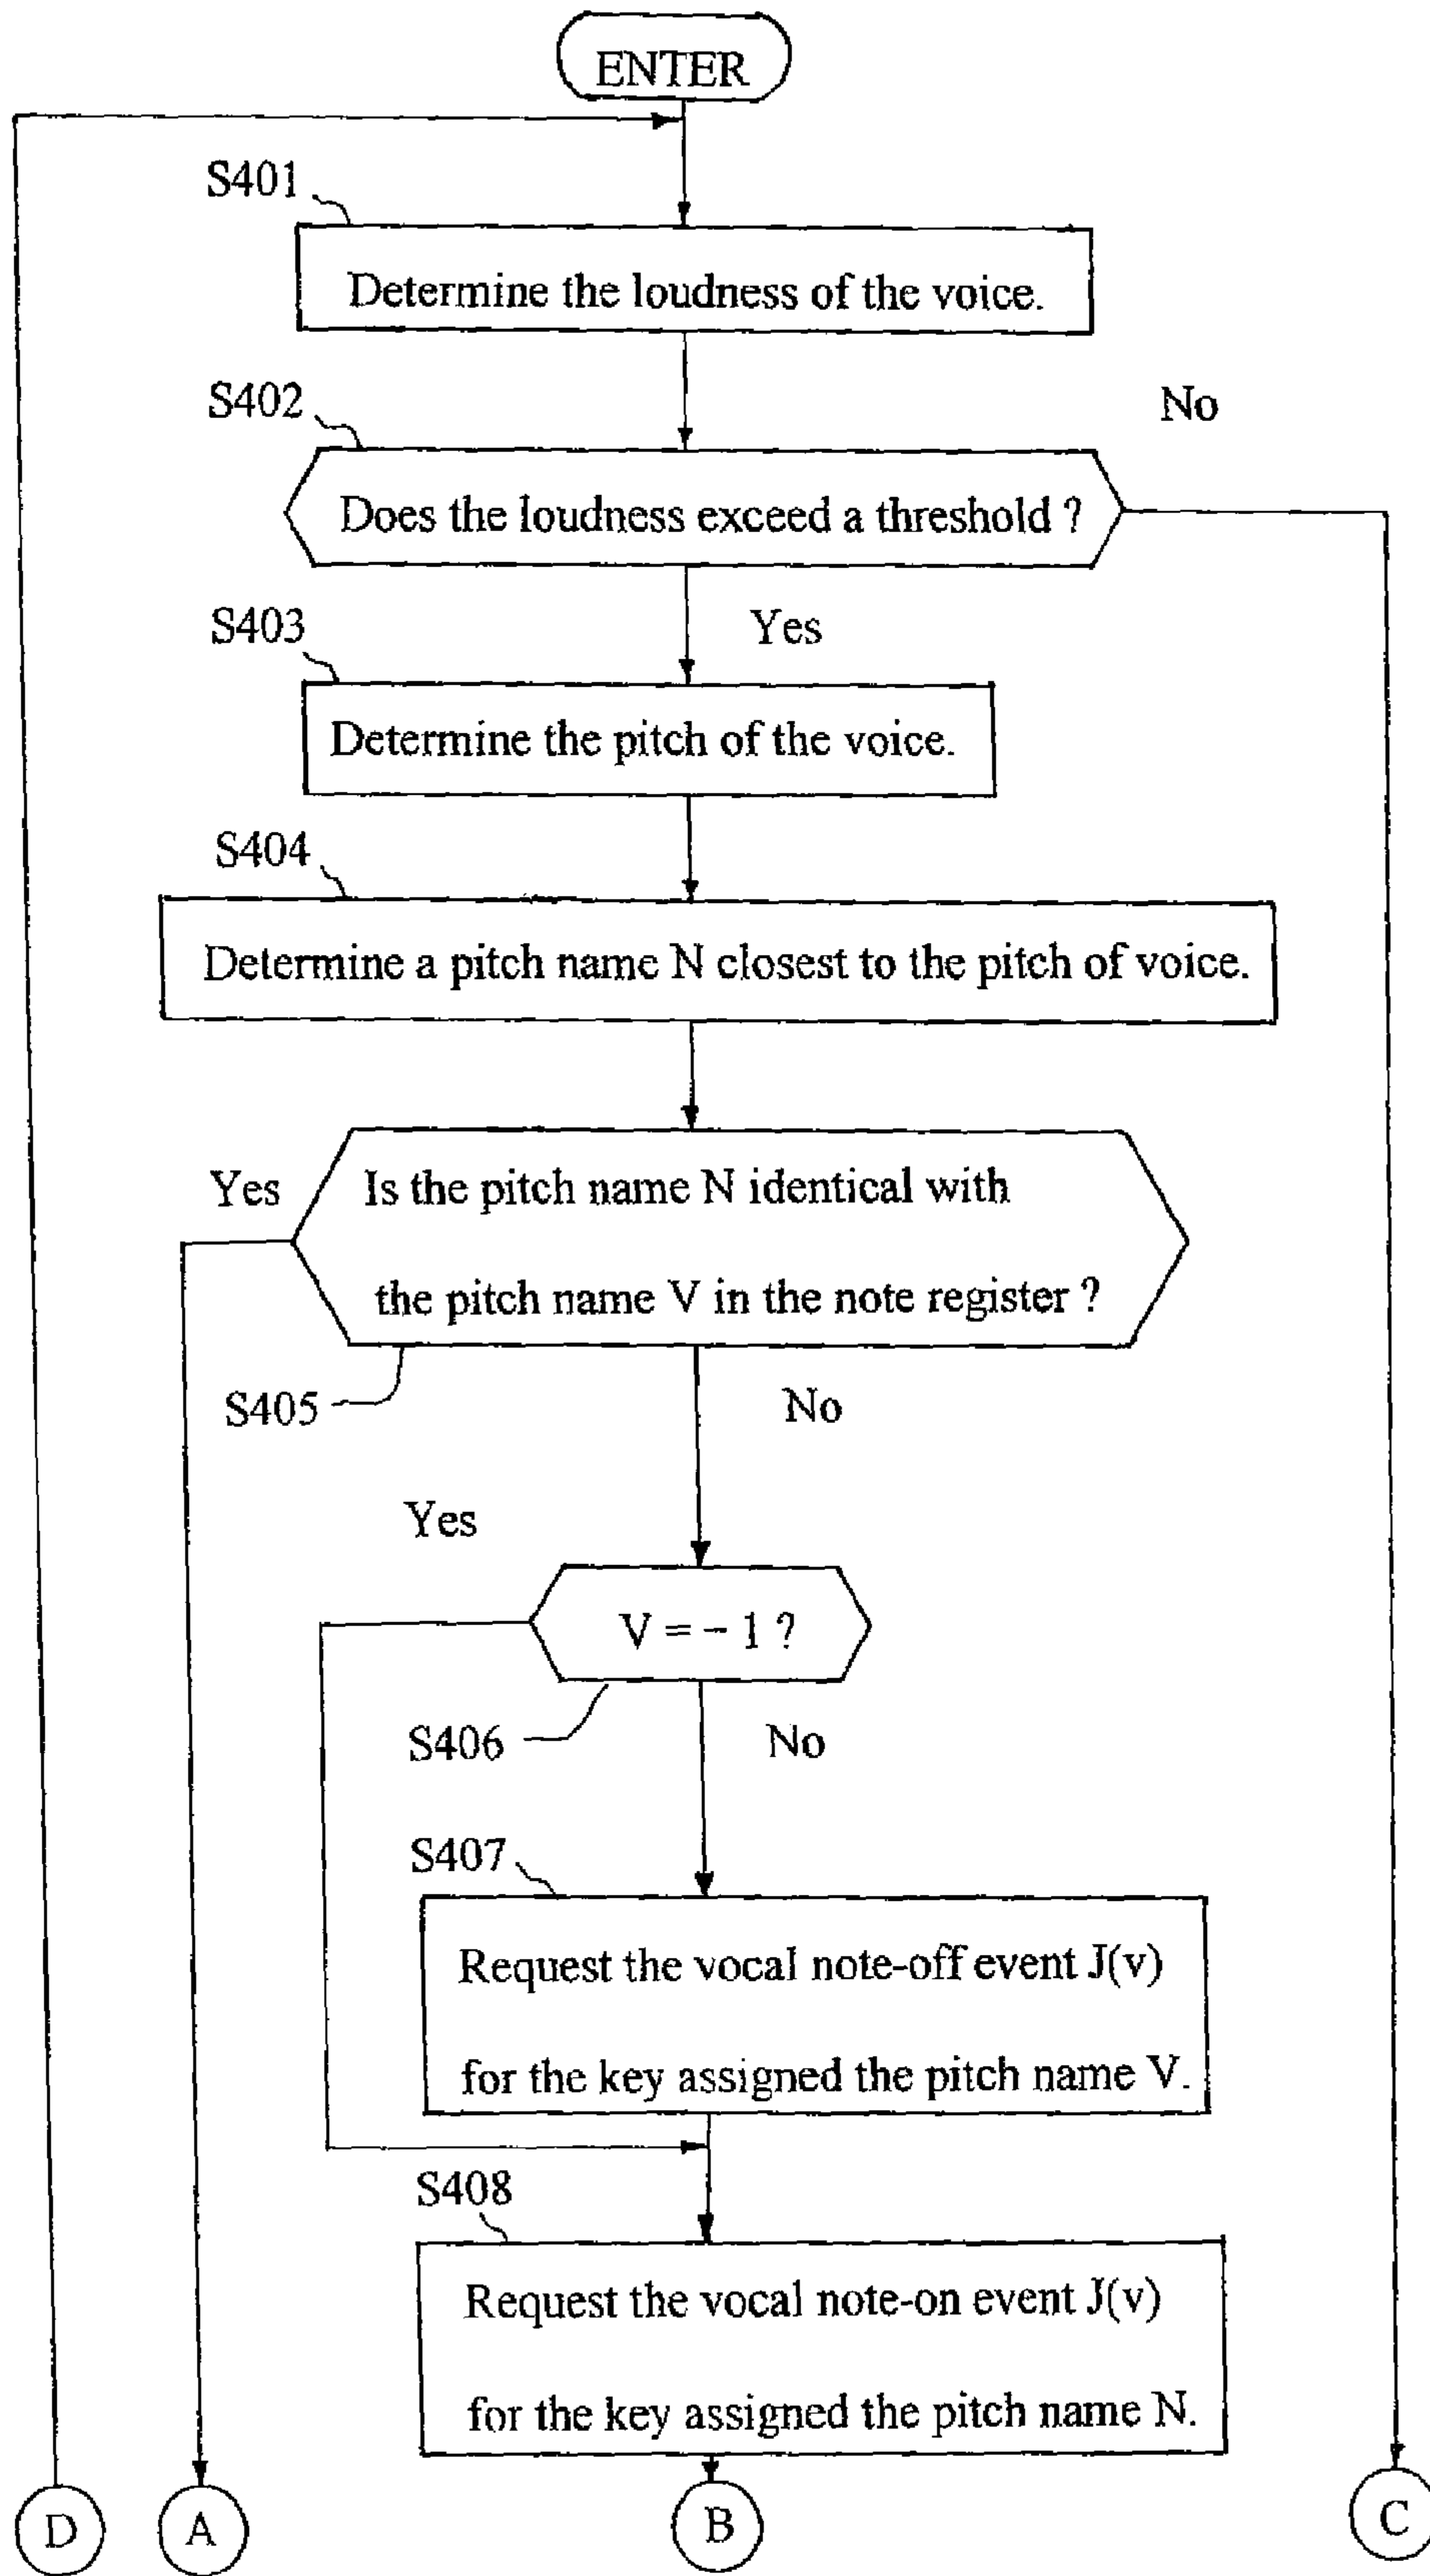 ENTER
S401
Determine the loudness of the voice.
S402
No
Does the loudness exceed a threshold ?
Yes
S403
Determine the pitch of the voice.
S404
Determine a pitch name N closest to the pitch of voice.
Yes
Is the pitch name N identical with
the pitch name V in the note register ?
S405
No
Yes
V = – 1 ?
S406
No
S407
Request the vocal note-off event J(v)
for the key assigned the pitch name V.
S408
Request the vocal note-on event J(v)
for the key assigned the pitch name N.
D
A
B
C